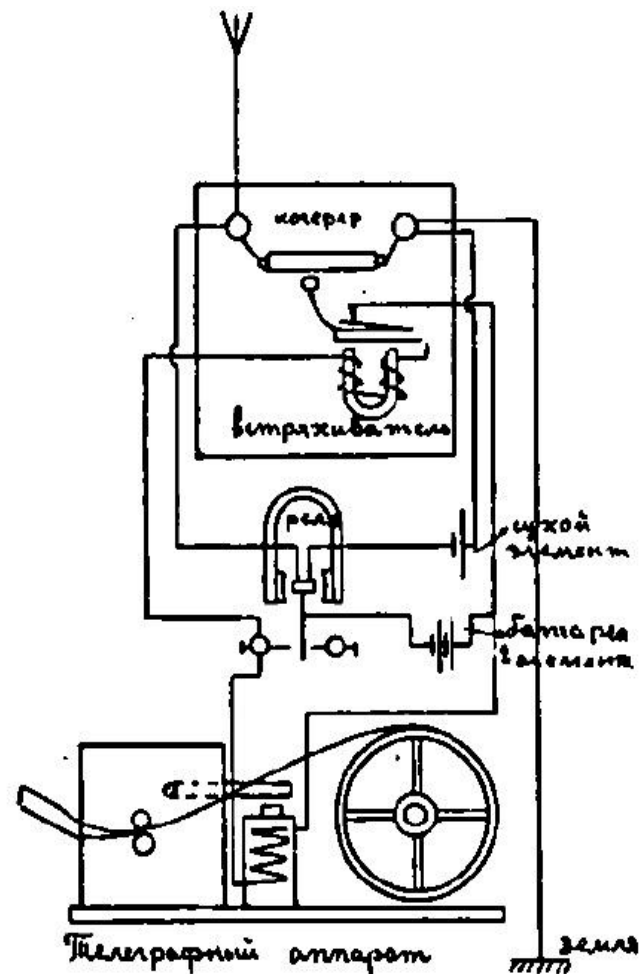 когерер
встряхиватель
реле
сухой
элемент
батарея
элемент
Телеграфный аппарат
земля